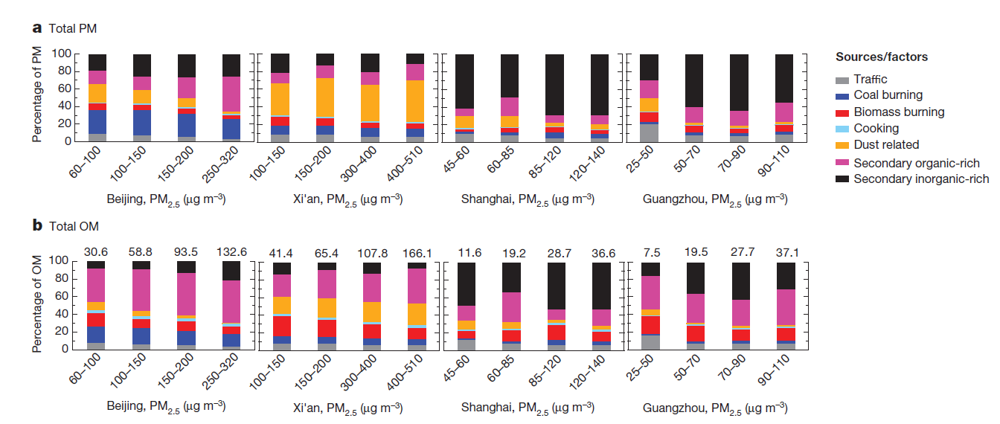 a Total PM
Percentage of PM
100
80
60
40
20
0
60–100 100–150 150–200 250–320 100–150 150–200 300–400 400–510 45–60 60–85 85–120 120–140 25–50 50–70 70–90 90–110
Beijing, PM2.5 (μg m–3) Xi'an, PM2.5 (μg m–3) Shanghai, PM2.5 (μg m–3) Guangzhou, PM2.5 (μg m–3)
Sources/factors
Traffic
Coal burning
Biomass burning
Cooking
Dust related
Secondary organic-rich
Secondary inorganic-rich
b Total OM
30.6 58.8 93.5 132.6 41.4 65.4 107.8 166.1 11.6 19.2 28.7 36.6 7.5 19.5 27.7 37.1
Percentage of OM
100
80
60
40
20
0
60–100 100–150 150–200 250–320 100–150 150–200 300–400 400–510 45–60 60–85 85–120 120–140 25–50 50–70 70–90 90–110
Beijing, PM2.5 (μg m–3) Xi'an, PM2.5 (μg m–3) Shanghai, PM2.5 (μg m–3) Guangzhou, PM2.5 (μg m–3)